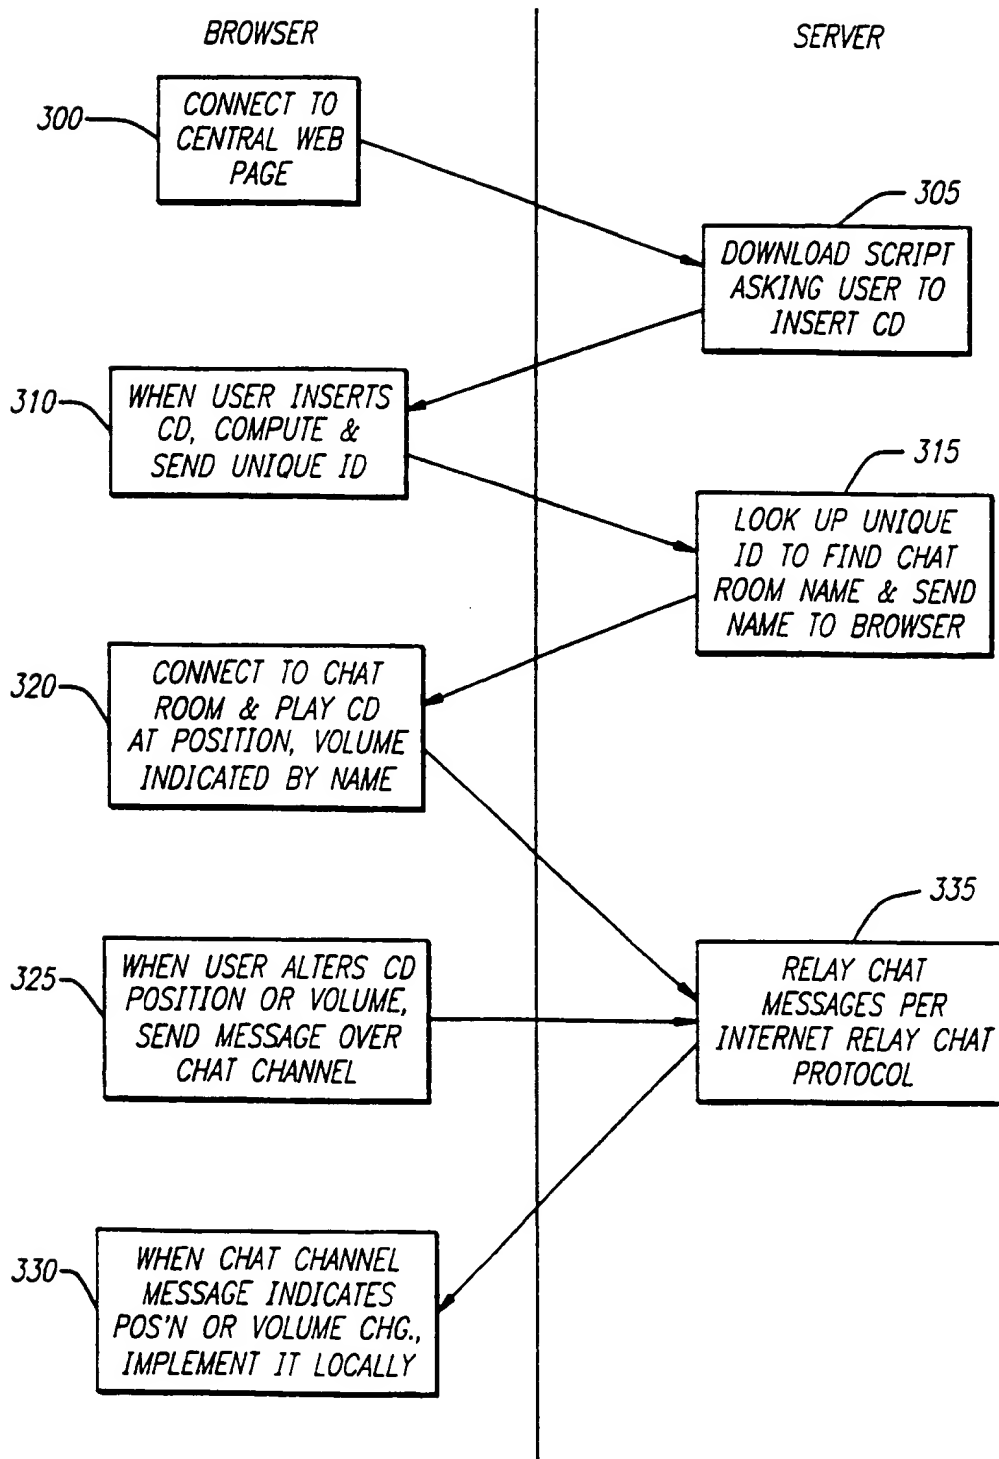 BROWSER
SERVER
300
CONNECT TO
CENTRAL WEB
PAGE
305
DOWNLOAD SCRIPT
ASKING USER TO
INSERT CD
310
WHEN USER INSERTS
CD, COMPUTE &
SEND UNIQUE ID
315
LOOK UP UNIQUE
ID TO FIND CHAT
ROOM NAME & SEND
NAME TO BROWSER
320
CONNECT TO CHAT
ROOM & PLAY CD
AT POSITION, VOLUME
INDICATED BY NAME
335
RELAY CHAT
MESSAGES PER
INTERNET RELAY CHAT
PROTOCOL
325
WHEN USER ALTERS CD
POSITION OR VOLUME,
SEND MESSAGE OVER
CHAT CHANNEL
330
WHEN CHAT CHANNEL
MESSAGE INDICATES
POS'N OR VOLUME CHG.,
IMPLEMENT IT LOCALLY